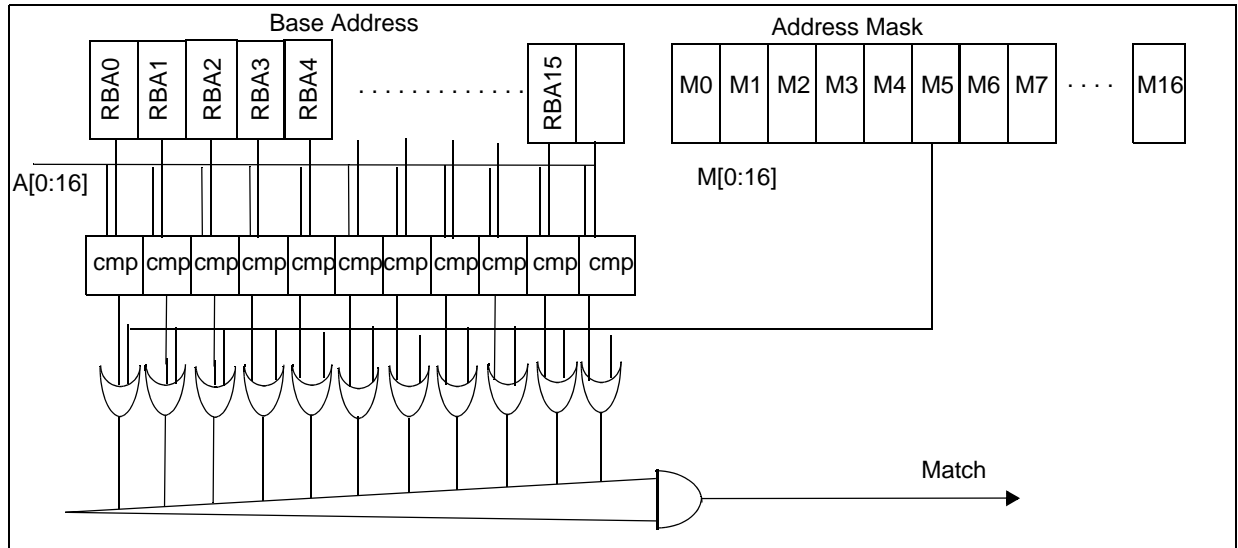 Base Address
Address Mask
RBA0 RBA1 RBA2 RBA3 RBA4 . . . . . . . . . . . . . RBA15
M0 M1 M2 M3 M4 M5 M6 M7 . . . . M16
A[0:16]
M[0:16]
cmp cmp cmp cmp cmp cmp cmp cmp cmp cmp cmp
Match